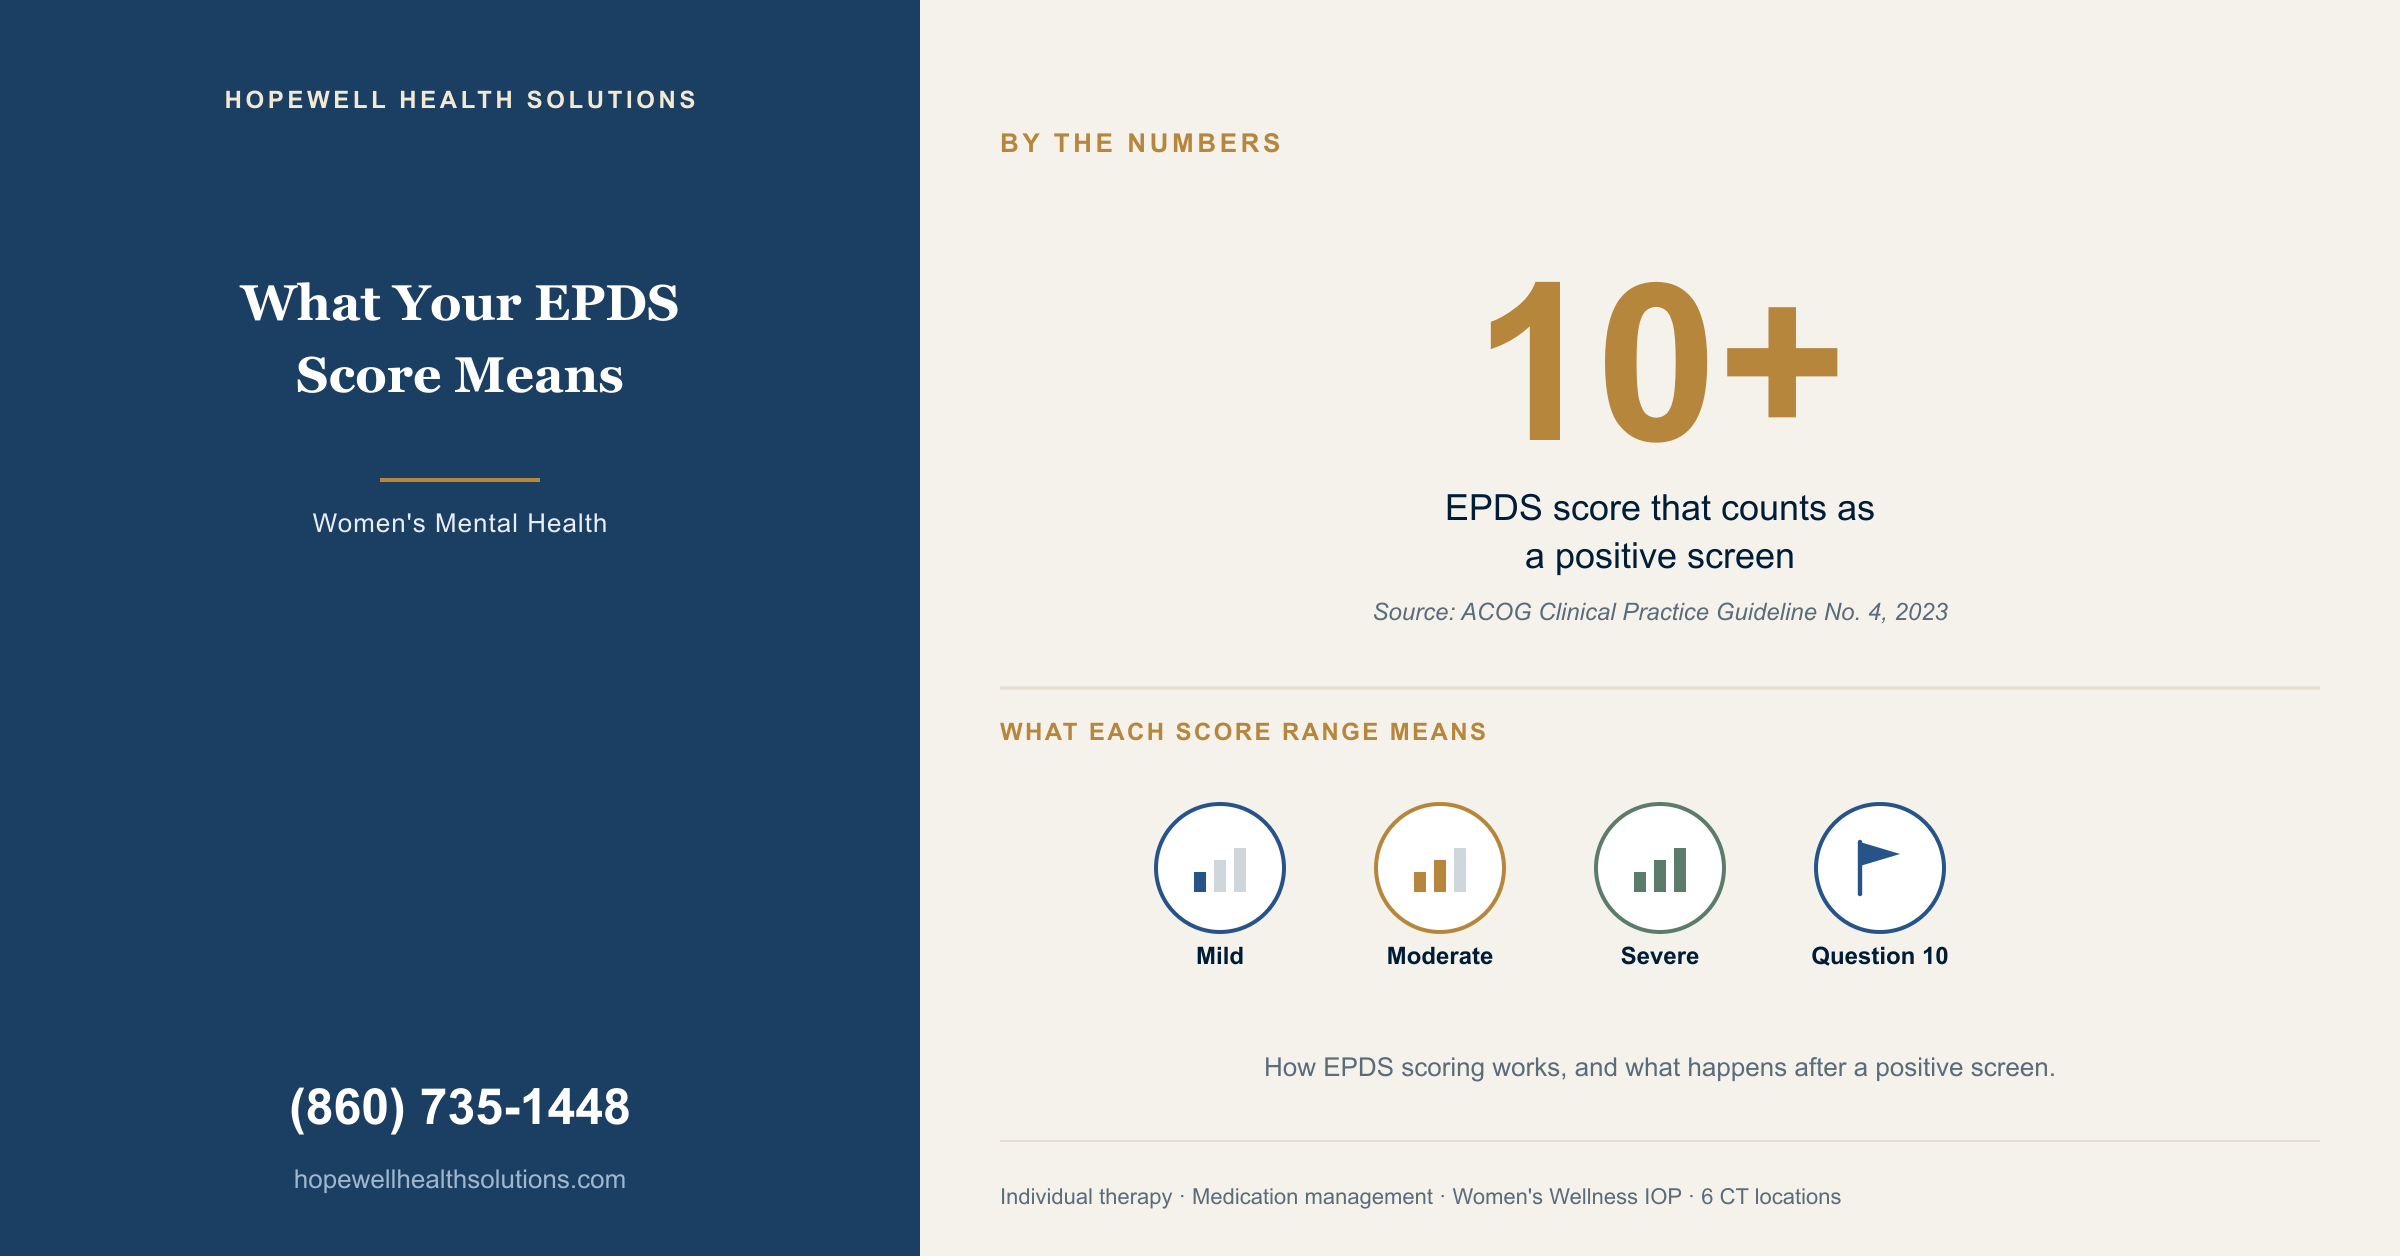 HOPEWELL HEALTH SOLUTIONS
What Your EPDS
Score Means
Women's Mental Health
(860) 735-1448
hopewellhealthsolutions.com
BY THE NUMBERS
10+
EPDS score that counts as
a positive screen
Source: ACOG Clinical Practice Guideline No. 4, 2023
WHAT EACH SCORE RANGE MEANS
Mild
Moderate
Severe
Question 10
How EPDS scoring works, and what happens after a positive screen.
Individual therapy · Medication management · Women's Wellness IOP · 6 CT locations